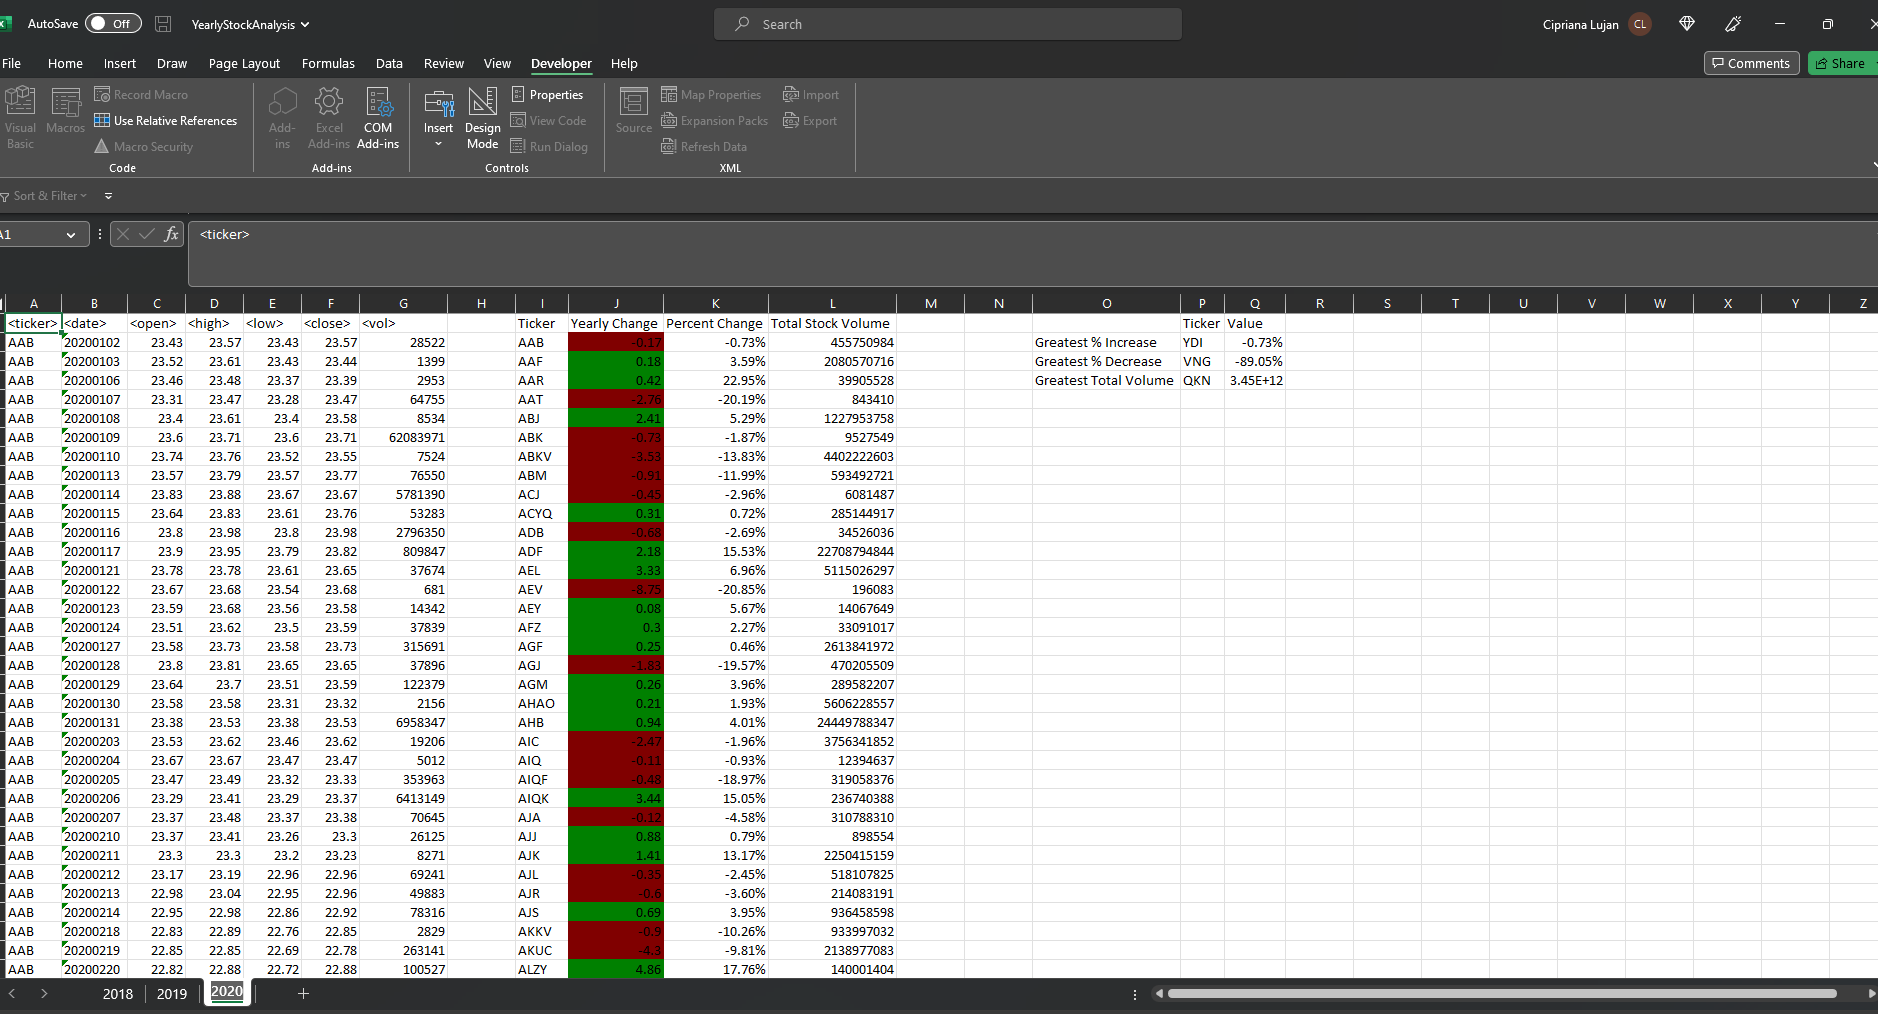 AutoSave Off YearlyStockAnalysis Search Cipriana Lujan CL
File Home Insert Draw Page Layout Formulas Data Review View Developer Help Comments Share
Visual Basic Macros Record Macro Use Relative References Macro Security
Add-ins Excel Add-ins COM Add-ins Insert Design Mode Properties View Code Run Dialog
Source Map Properties Expansion Packs Refresh Data Import Export
Code Add-ins Controls XML
Sort & Filter
A1 fx <ticker>
A B C D E F G H I J K L M N O P Q R S T U V W X Y Z
<ticker> <date> <open> <high> <low> <close> <vol> Ticker Yearly Change Percent Change Total Stock Volume Ticker Value
AAB 20200102 23.43 23.57 23.43 23.57 28522 AAB -0.17 -0.73% 455750984 Greatest % Increase YDI -0.73%
AAB 20200103 23.52 23.61 23.43 23.44 1399 AAF 0.18 3.59% 2080570716 Greatest % Decrease VNG -89.05%
AAB 20200106 23.46 23.48 23.37 23.39 2953 AAR 0.42 22.95% 39905528 Greatest Total Volume QKN 3.45E+12
AAB 20200107 23.31 23.47 23.28 23.47 64755 AAT -2.76 -20.19% 843410
AAB 20200108 23.4 23.61 23.4 23.58 8534 ABJ 2.41 5.29% 1227953758
AAB 20200109 23.6 23.71 23.6 23.71 62083971 ABK -0.73 -1.87% 9527549
AAB 20200110 23.74 23.76 23.52 23.55 7524 ABKV -3.53 -13.83% 4402222603
AAB 20200113 23.57 23.79 23.57 23.77 76550 ABM -0.91 -11.99% 593492721
AAB 20200114 23.83 23.88 23.67 23.67 5781390 ACJ -0.45 -2.96% 6081487
AAB 20200115 23.64 23.83 23.61 23.76 53283 ACYQ 0.31 0.72% 285144917
AAB 20200116 23.8 23.98 23.8 23.98 2796350 ADB -0.68 -2.69% 34526036
AAB 20200117 23.9 23.95 23.79 23.82 809847 ADF 2.18 15.53% 22708794844
AAB 20200121 23.78 23.78 23.61 23.65 37674 AEL 3.33 6.96% 5115026297
AAB 20200122 23.67 23.68 23.54 23.68 681 AEV -8.75 -20.85% 196083
AAB 20200123 23.59 23.68 23.56 23.58 14342 AEY 0.08 5.67% 14067649
AAB 20200124 23.51 23.62 23.5 23.59 37839 AFZ 0.3 2.27% 33091017
AAB 20200127 23.58 23.73 23.58 23.73 315691 AGF 0.25 0.46% 2613841972
AAB 20200128 23.8 23.81 23.65 23.65 37896 AGJ -1.83 -19.57% 470205509
AAB 20200129 23.64 23.7 23.51 23.59 122379 AGM 0.26 3.96% 289582207
AAB 20200130 23.58 23.58 23.31 23.32 2156 AHAO 0.21 1.93% 5606228557
AAB 20200131 23.38 23.53 23.38 23.53 6958347 AHB 0.94 4.01% 24449788347
AAB 20200203 23.53 23.62 23.46 23.62 19206 AIC -2.47 -1.96% 3756341852
AAB 20200204 23.67 23.67 23.47 23.47 5012 AIQ -0.11 -0.93% 12394637
AAB 20200205 23.47 23.49 23.32 23.33 353963 AIQF -0.48 -18.97% 319058376
AAB 20200206 23.29 23.41 23.29 23.37 6413149 AIQK 3.44 15.05% 236740388
AAB 20200207 23.37 23.48 23.37 23.38 70645 AJA -0.12 -4.58% 310788310
AAB 20200210 23.37 23.41 23.26 23.3 26125 AJJ 0.88 0.79% 898554
AAB 20200211 23.3 23.3 23.2 23.23 8271 AJK 1.41 13.17% 2250415159
AAB 20200212 23.17 23.19 22.96 22.96 69241 AJL -0.35 -2.45% 518107825
AAB 20200213 22.98 23.04 22.95 22.96 49883 AJR -0.6 -3.60% 214083191
AAB 20200214 22.95 22.98 22.86 22.92 78316 AJS 0.69 3.95% 936458598
AAB 20200218 22.83 22.89 22.76 22.85 2829 AKKV -0.9 -10.26% 933997032
AAB 20200219 22.85 22.85 22.69 22.78 263141 AKUC -4.3 -9.81% 2138977083
AAB 20200220 22.82 22.88 22.72 22.88 100527 ALZY 4.86 17.76% 140001404
2018 2019 2020